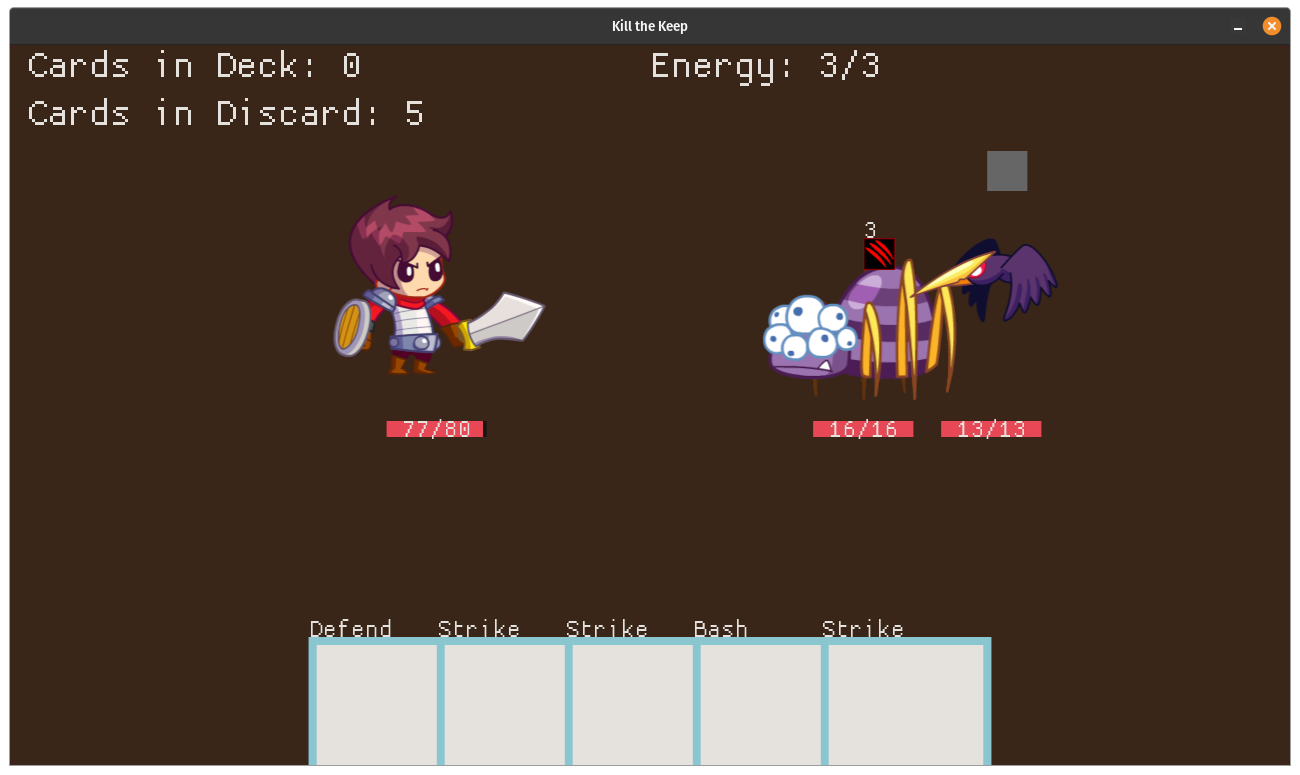 Kill the Keep
Cards in Deck: 0
Energy: 3/3
Cards in Discard: 5
3
77/80
16/16
13/13
Defend
Strike
Strike
Bash
Strike